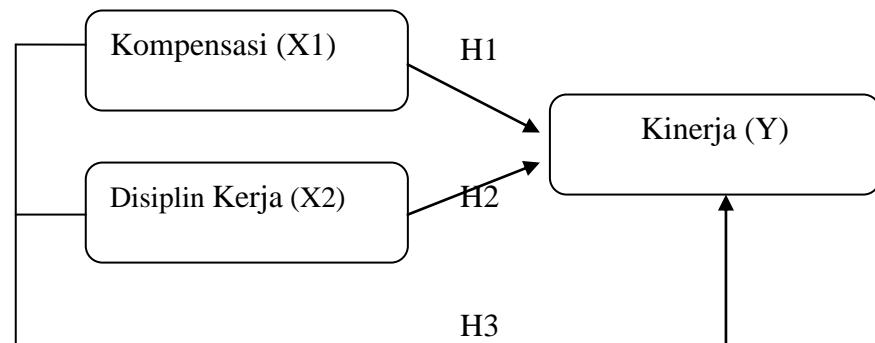 Kompensasi (X1)
H1
Kinerja (Y)
Disiplin Kerja (X2)
H2
H3